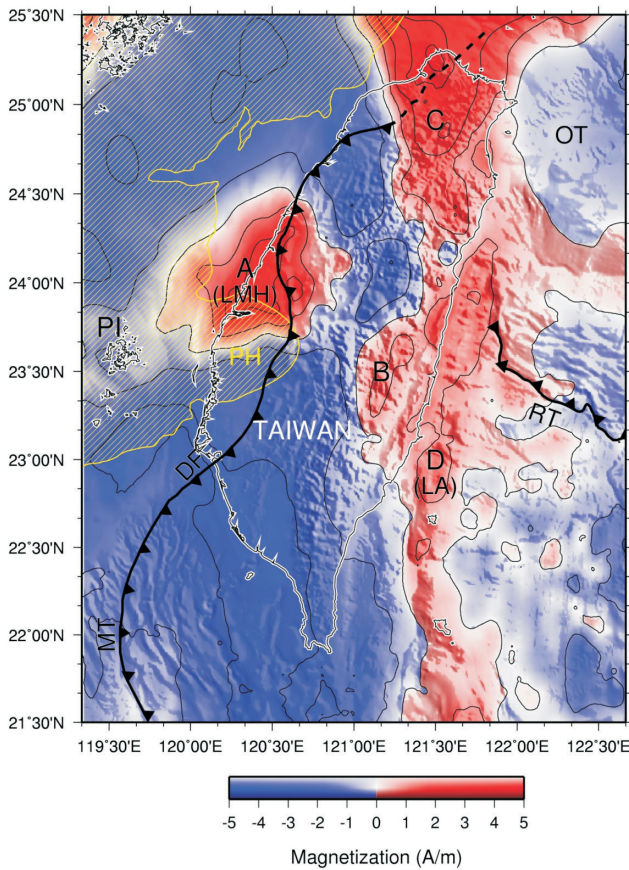 25˚30'N
25˚00'N
24˚30'N
24˚00'N
23˚30'N
23˚00'N
22˚30'N
22˚00'N
21˚30'N
C
OT
A
(LMH)
PI
PH
B
RT
TAIWAN
DF
D
(LA)
MT
119˚30'E 120˚00'E 120˚30'E 121˚00'E 121˚30'E 122˚00'E 122˚30'E
-5 -4 -3 -2 -1 0 1 2 3 4 5
Magnetization (A/m)